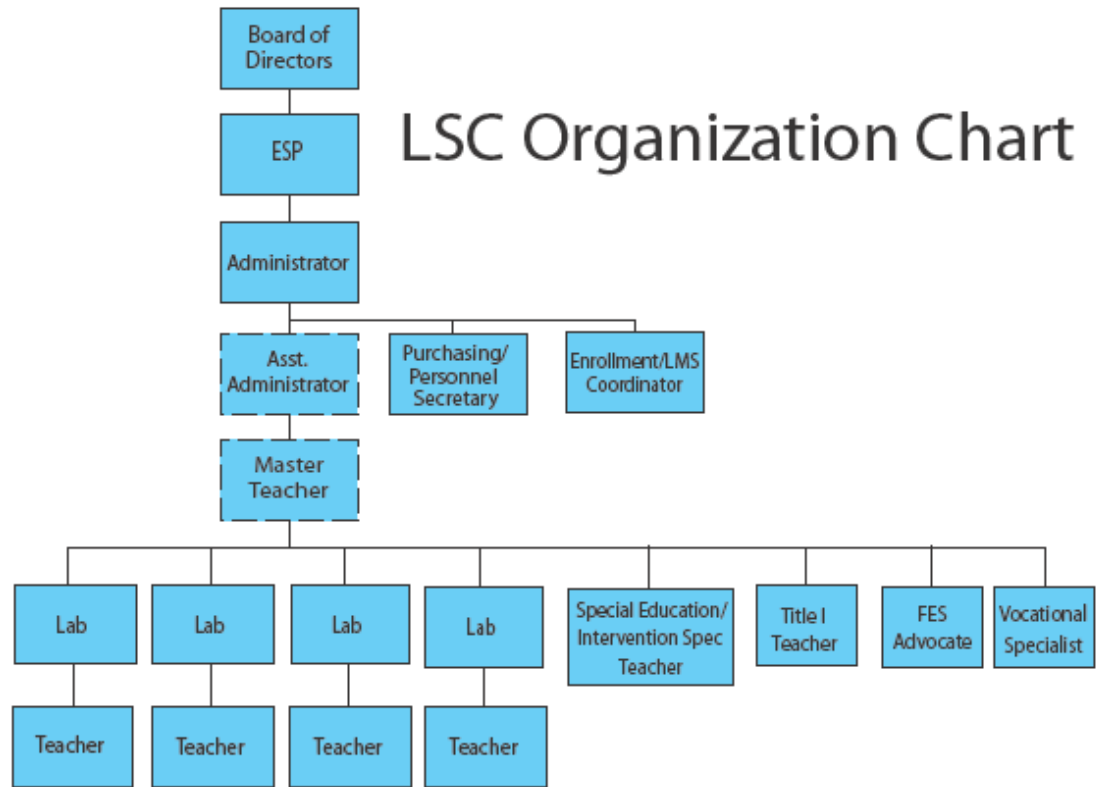 Board of
Directors
LSC Organization Chart
ESP
Administrator
Asst.
Administrator
Purchasing/
Personnel
Secretary
Enrollment/LMS
Coordinator
Master
Teacher
Lab
Lab
Lab
Lab
Special Education/
Intervention Spec
Teacher
Title I
Teacher
FES
Advocate
Vocational
Specialist
Teacher
Teacher
Teacher
Teacher